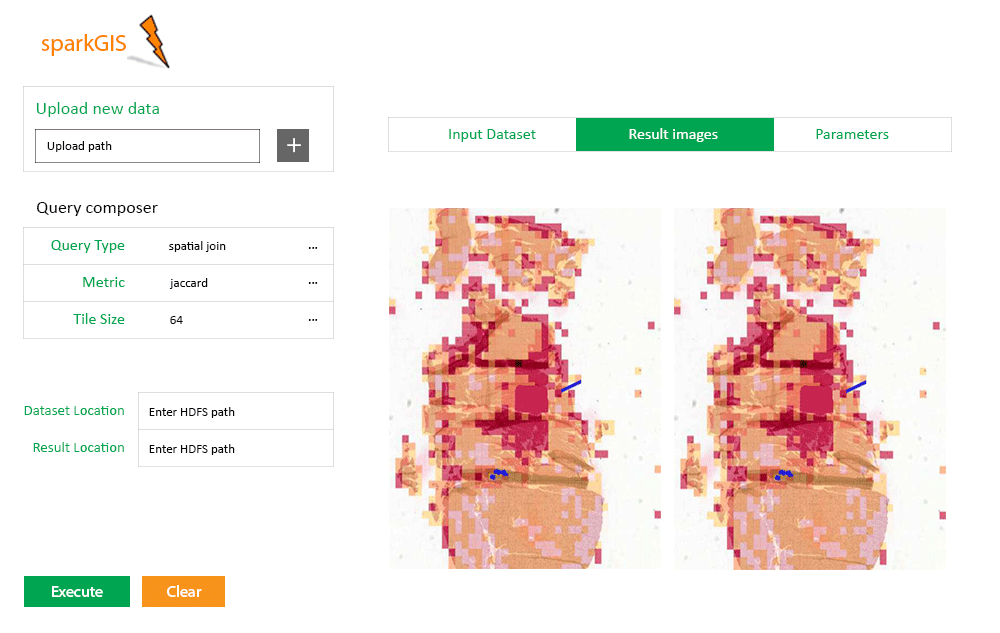 sparkGIS
Upload new data
Upload path
+
Input Dataset
Result images
Parameters
Query composer
Query Type
spatial join
...
Metric
jaccard
...
Tile Size
64
...
Dataset Location
Enter HDFS path
Result Location
Enter HDFS path
Execute
Clear